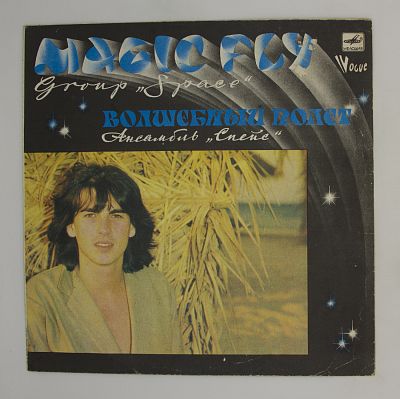 MAGIC FLY
Group „Space“
Vogue
ВОЛШЕБНЫЙ ПОЛЕТ
Ансамбль „Спейс“